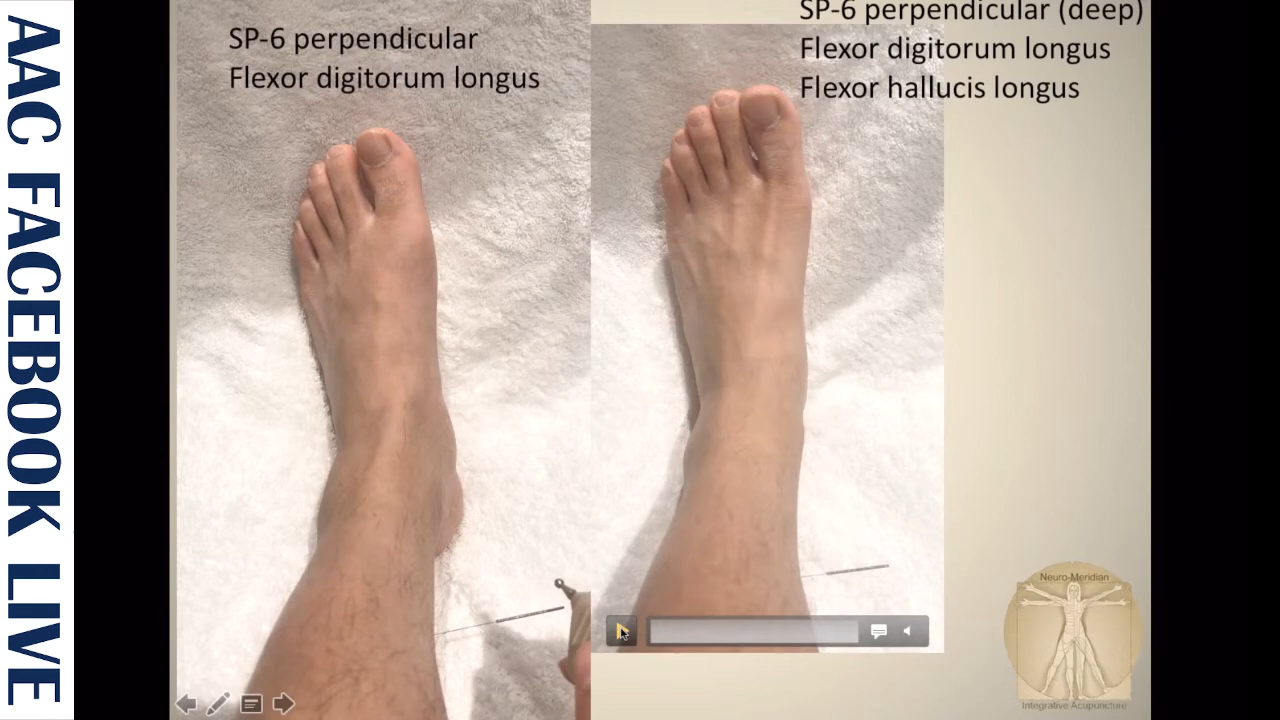 AAC FACEBOOK LIVE
SP-6 perpendicular
Flexor digitorum longus
SP-6 perpendicular (deep)
Flexor digitorum longus
Flexor hallucis longus
Neuro-Meridian
Integrative Acupuncture